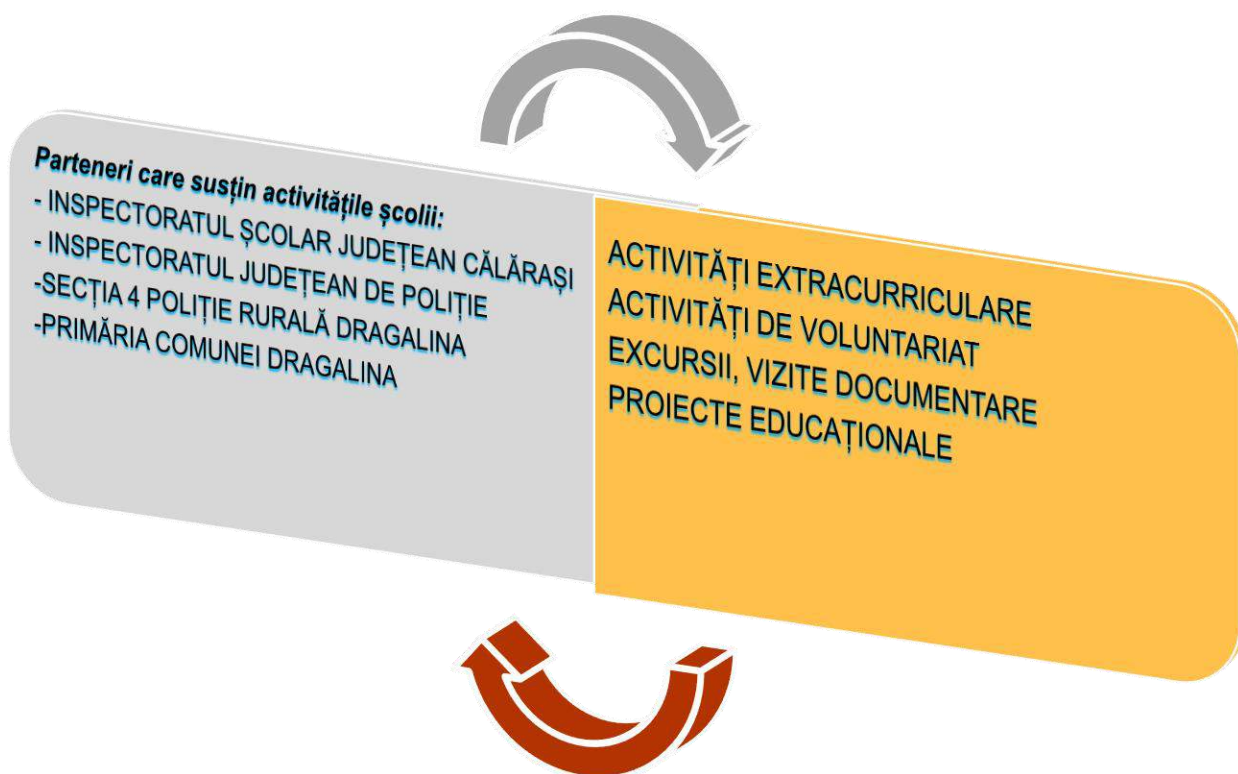 Parteneri care susțin activitățile școlii:
- INSPECTORATUL ȘCOLAR JUDEȚEAN CĂLĂRAȘI
- INSPECTORATUL JUDEȚEAN DE POLIȚIE
-SECȚIA 4 POLIȚIE RURALĂ DRAGALINA
-PRIMĂRIA COMUNEI DRAGALINA
ACTIVITĂȚI EXTRACURRICULARE
ACTIVITĂȚI DE VOLUNTARIAT
EXCURSII, VIZITE DOCUMENTARE
PROIECTE EDUCAȚIONALE